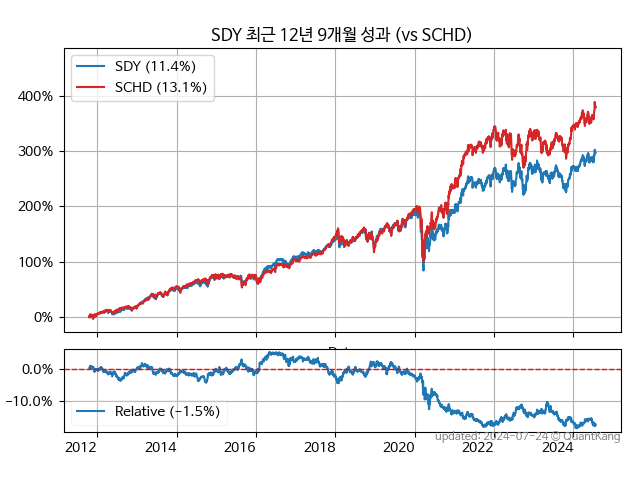 SDY 최근 12년 9개월 성과 (vs SCHD)
SDY (11.4%)
SCHD (13.1%)
400%
300%
200%
100%
0%
0.0%
−10.0%
Relative (−1.5%)
2012 2014 2016 2018 2020 2022 2024
updated: 2024-07-24 © QuantKang